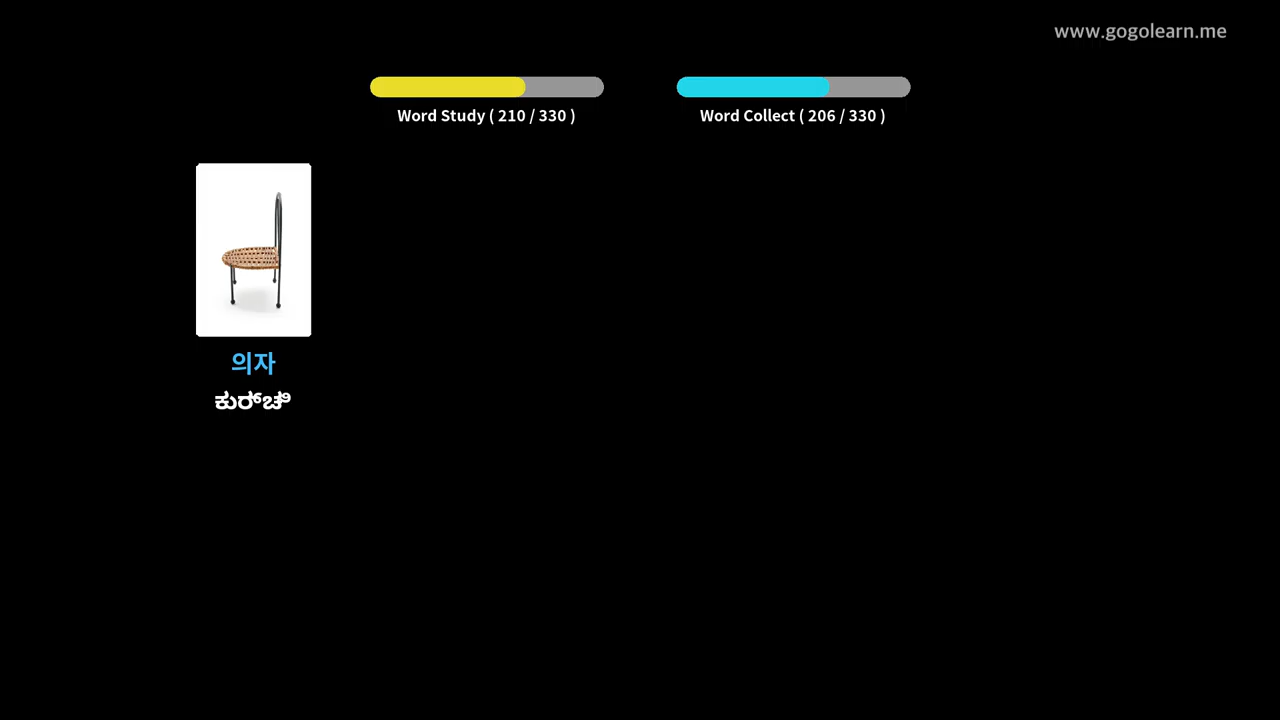 www.gogolearn.me
Word Study ( 210 / 330 )
Word Collect ( 206 / 330 )
의자
ಕುರ್ಚಿ